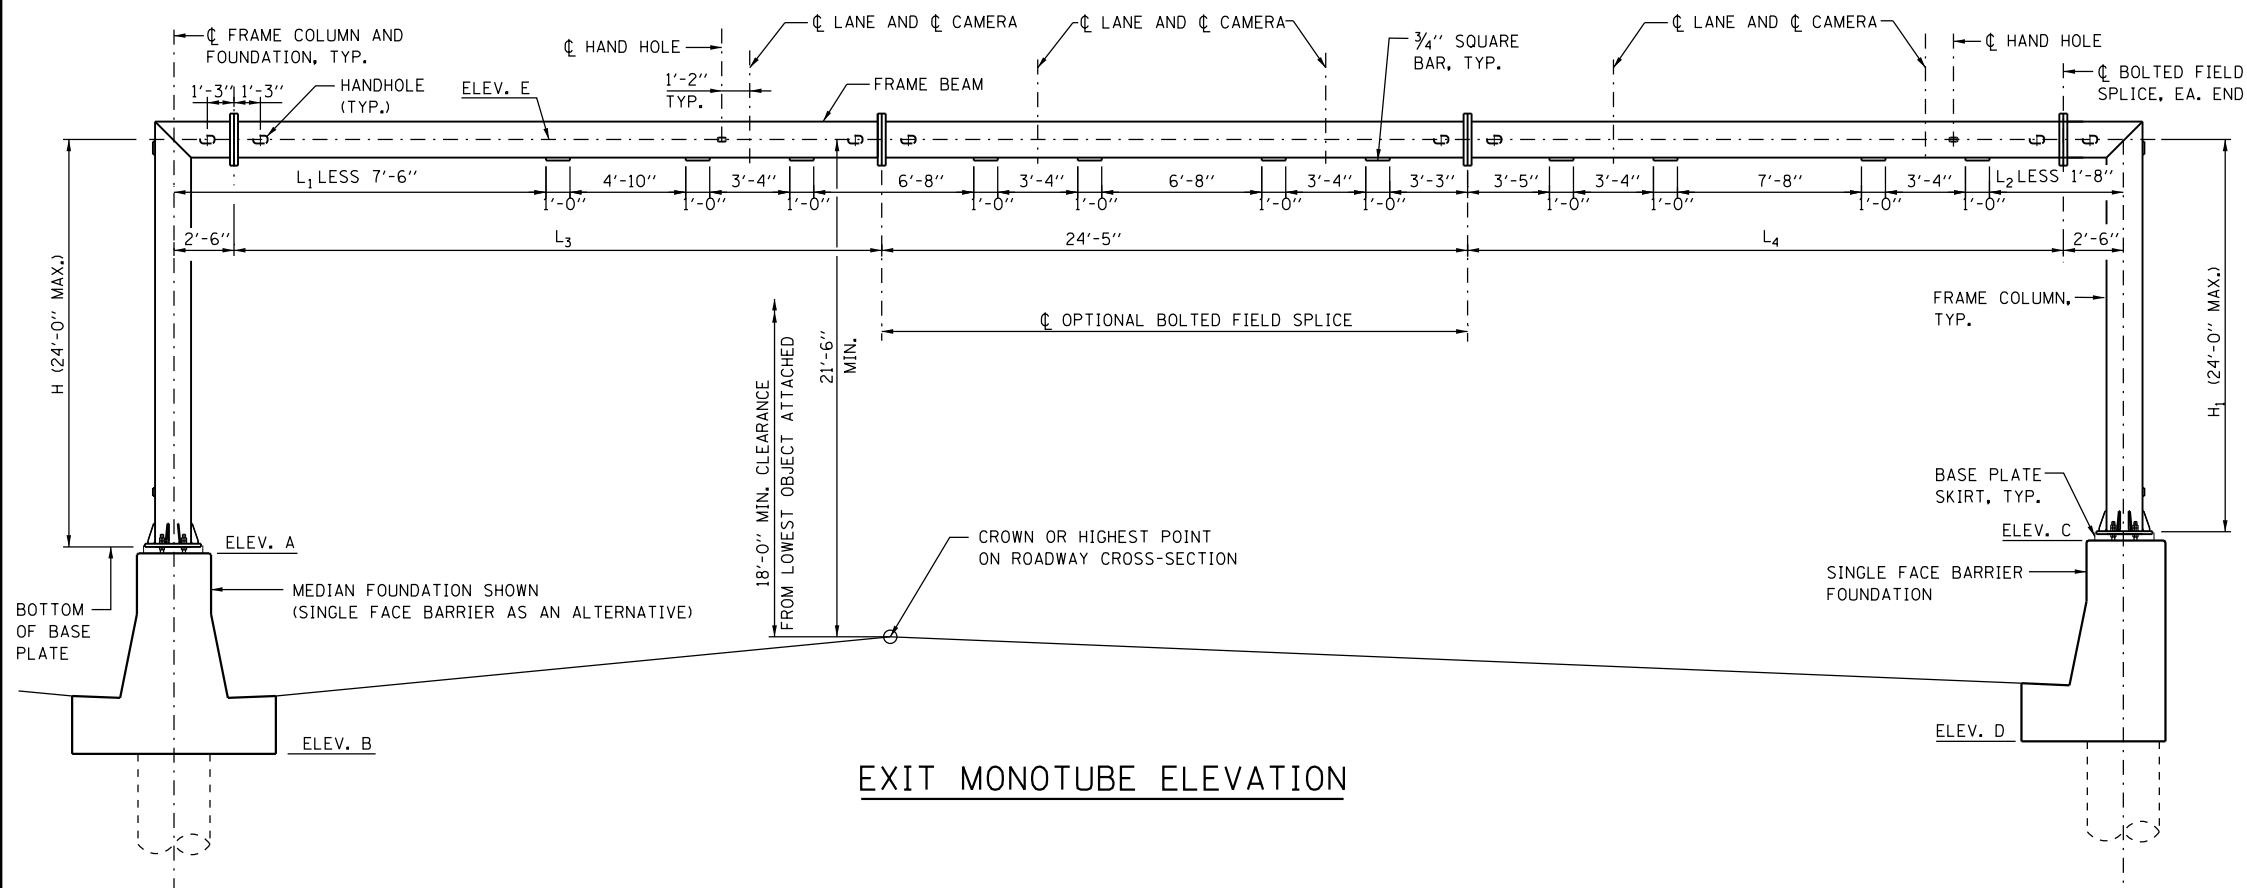 ℄ FRAME COLUMN AND
FOUNDATION, TYP.
℄ HAND HOLE
℄ LANE AND ℄ CAMERA
℄ LANE AND ℄ CAMERA
3/4'' SQUARE
BAR, TYP.
℄ LANE AND ℄ CAMERA
℄ HAND HOLE
℄ BOLTED FIELD
SPLICE, EA. END
1'-3''
1'-3''
HANDHOLE
(TYP.)
ELEV. E
1'-2''
TYP.
FRAME BEAM
L1 LESS 7'-6''
4'-10''
3'-4''
6'-8''
3'-4''
6'-8''
3'-4''
3'-3''
3'-5''
3'-4''
7'-8''
3'-4''
L2 LESS 1'-8''
1'-0''
1'-0''
1'-0''
1'-0''
1'-0''
1'-0''
1'-0''
1'-0''
1'-0''
1'-0''
1'-0''
2'-6''
L3
24'-5''
L4
2'-6''
H (24'-0'' MAX.)
℄ OPTIONAL BOLTED FIELD SPLICE
18'-0'' MIN. CLEARANCE
FROM LOWEST OBJECT ATTACHED
21'-6''
MIN.
FRAME COLUMN,
TYP.
H1 (24'-0'' MAX.)
BASE PLATE
SKIRT, TYP.
ELEV. A
CROWN OR HIGHEST POINT
ON ROADWAY CROSS-SECTION
ELEV. C
MEDIAN FOUNDATION SHOWN
(SINGLE FACE BARRIER AS AN ALTERNATIVE)
SINGLE FACE BARRIER
FOUNDATION
BOTTOM
OF BASE
PLATE
ELEV. B
ELEV. D
EXIT MONOTUBE ELEVATION